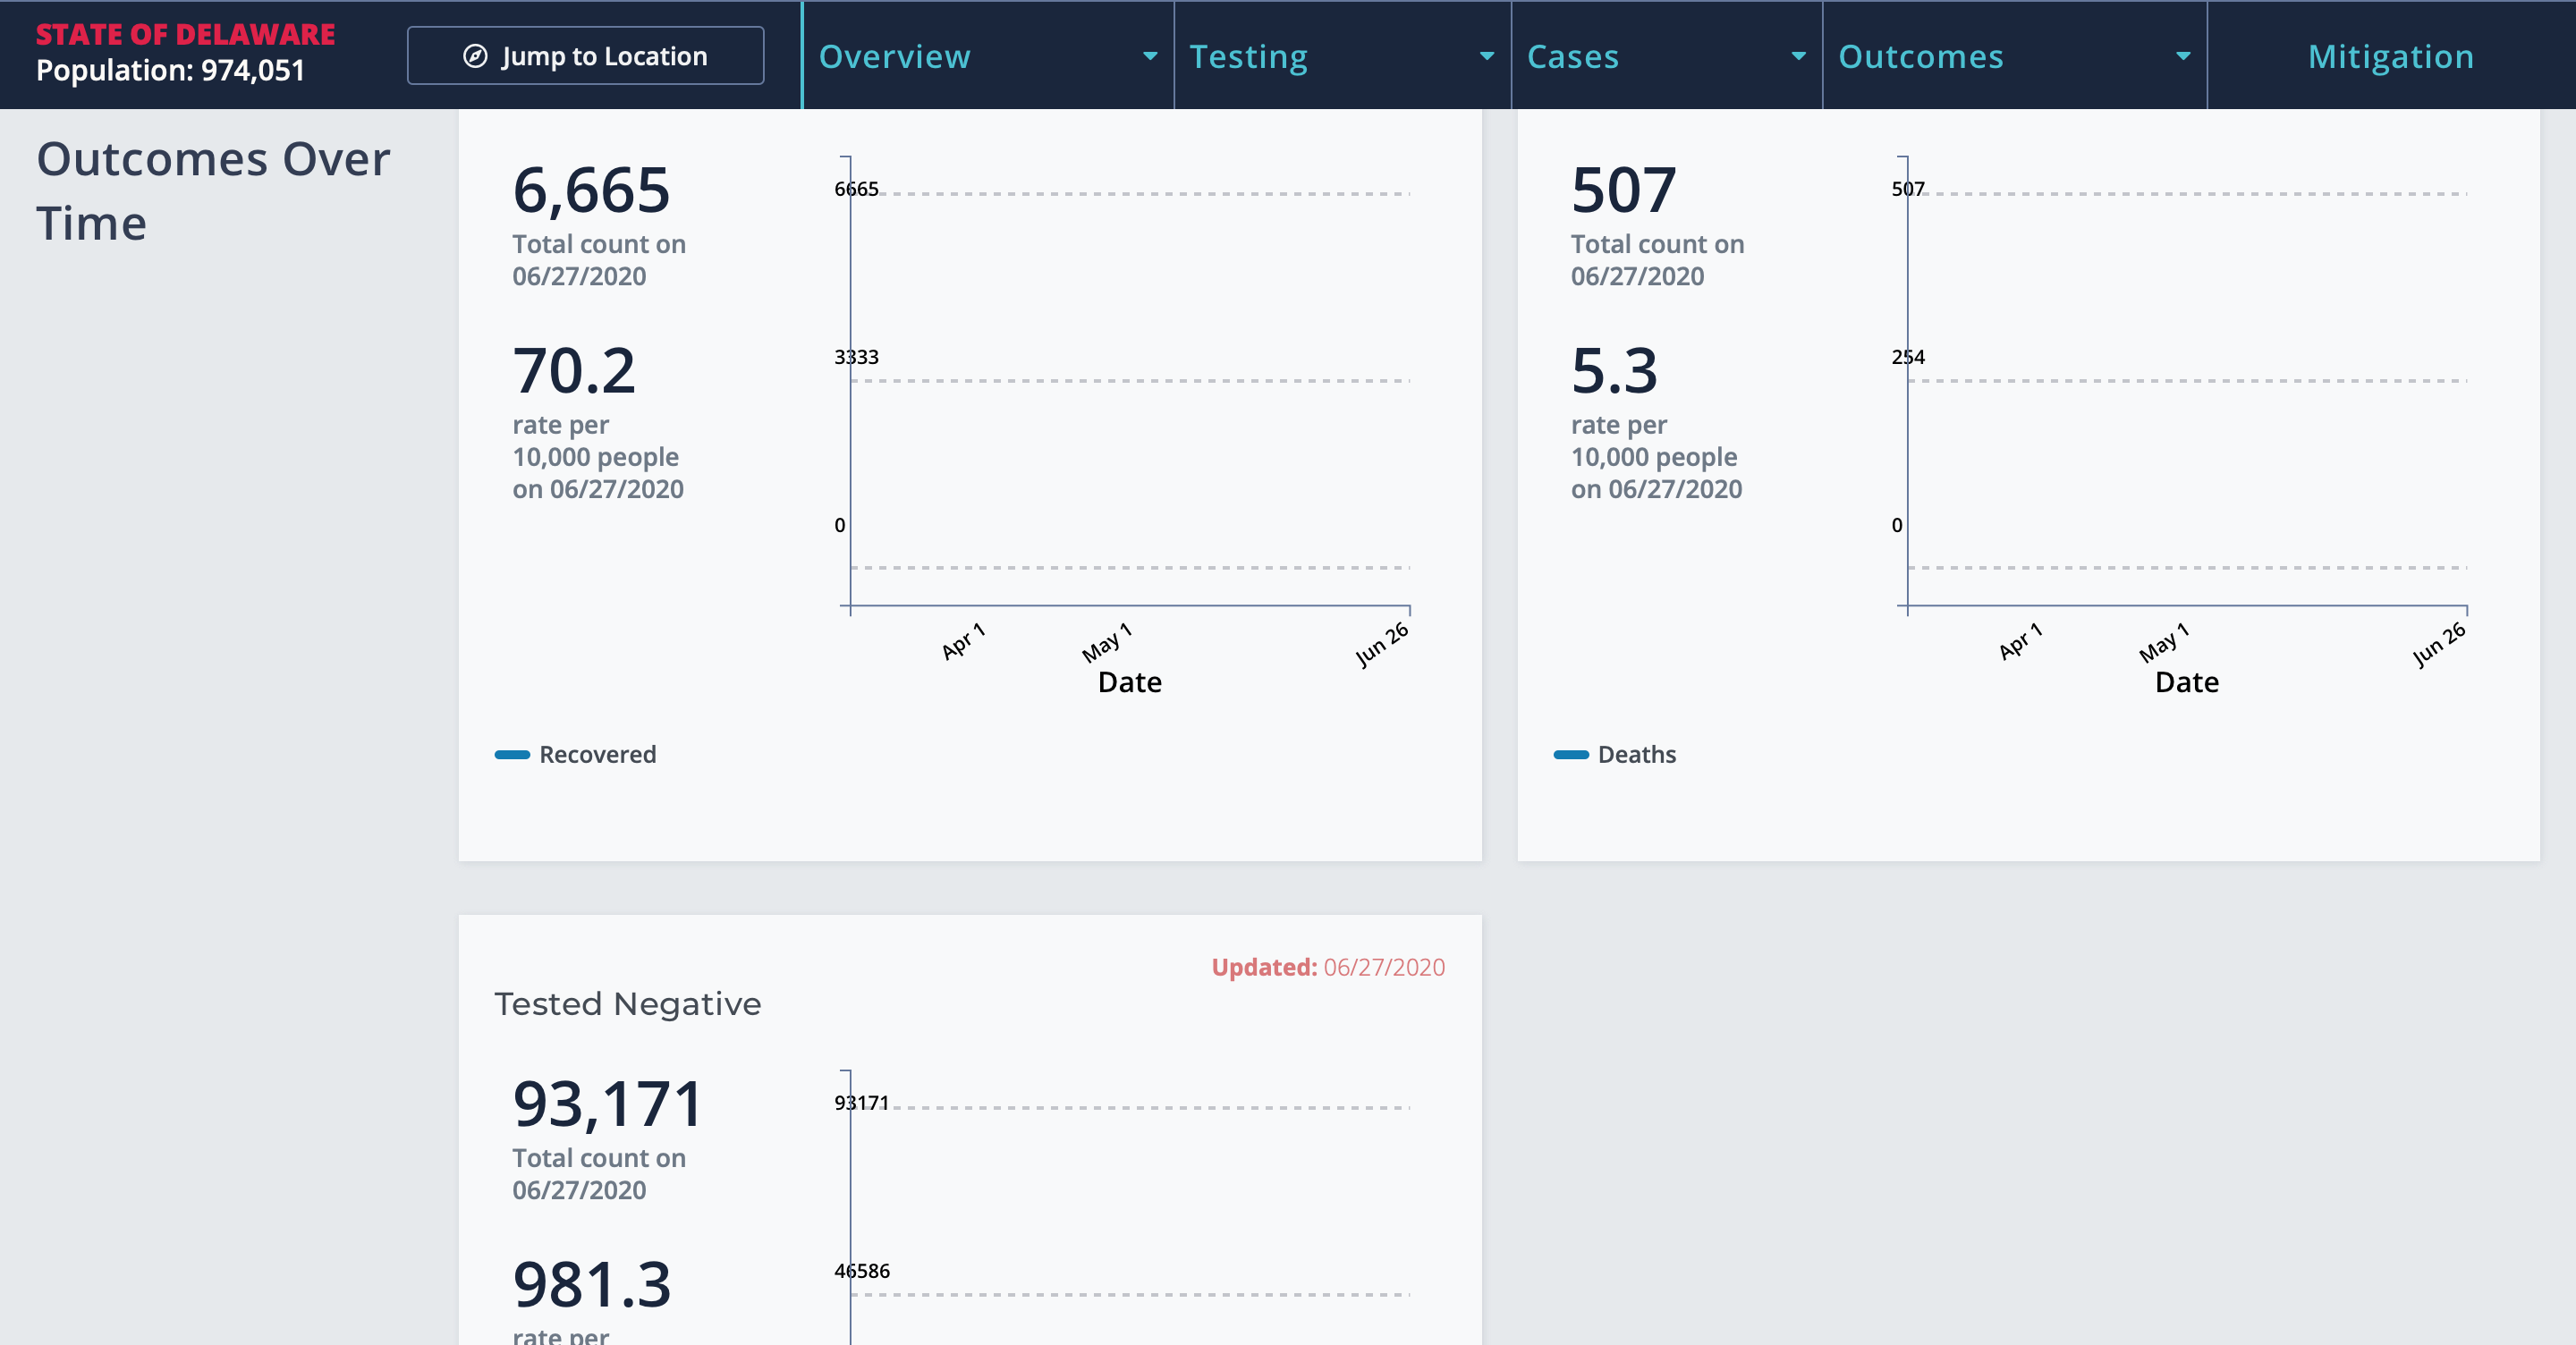 STATE OF DELAWARE
Population: 974,051
Jump to Location
Overview
Testing
Cases
Outcomes
Mitigation
Outcomes Over
Time
6,665
Total count on
06/27/2020
70.2
rate per
10,000 people
on 06/27/2020
6665
3333
0
Apr 1
May 1
Jun 26
Date
Recovered
507
Total count on
06/27/2020
5.3
rate per
10,000 people
on 06/27/2020
507
254
0
Apr 1
May 1
Jun 26
Date
Deaths
Updated: 06/27/2020
Tested Negative
93,171
Total count on
06/27/2020
981.3
rate per
93171
46586